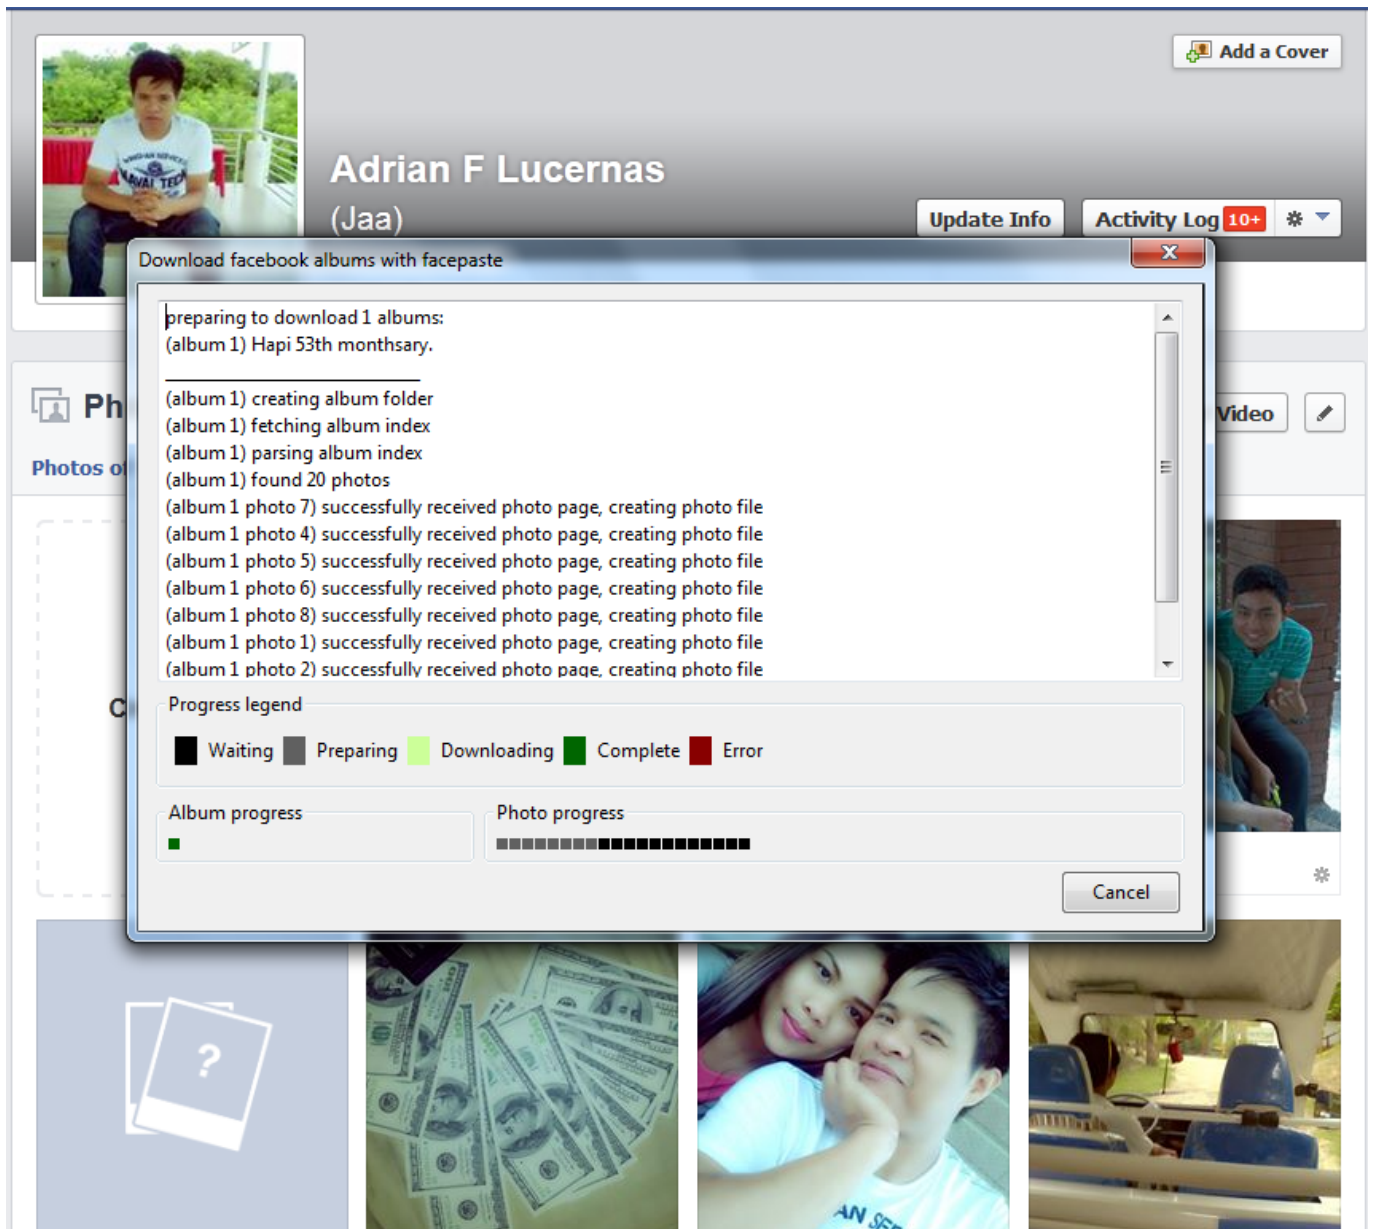 Add a Cover
Adrian F Lucernas
(Jaa)
Update Info
Activity Log 10+
Download facebook albums with facepaste
preparing to download 1 albums:
(album 1) Hapi 53th monthsary.
(album 1) creating album folder
(album 1) fetching album index
(album 1) parsing album index
(album 1) found 20 photos
(album 1 photo 7) successfully received photo page, creating photo file
(album 1 photo 4) successfully received photo page, creating photo file
(album 1 photo 5) successfully received photo page, creating photo file
(album 1 photo 6) successfully received photo page, creating photo file
(album 1 photo 8) successfully received photo page, creating photo file
(album 1 photo 1) successfully received photo page, creating photo file
(album 1 photo 2) successfully received photo page, creating photo file
Ph
Video
Photos of
C
Progress legend
Waiting Preparing Downloading Complete Error
Album progress
Photo progress
Cancel
?